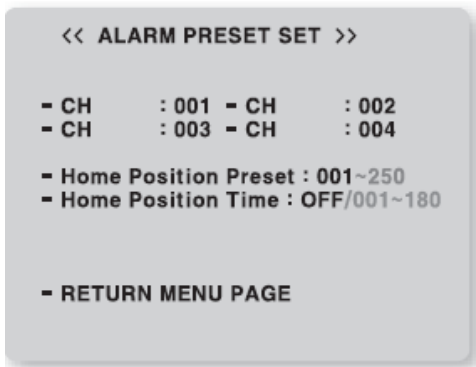 << ALARM PRESET SET >>
- CH : 001 - CH : 002
- CH : 003 - CH : 004
- Home Position Preset : 001~250
- Home Position Time : OFF/001~180
- RETURN MENU PAGE